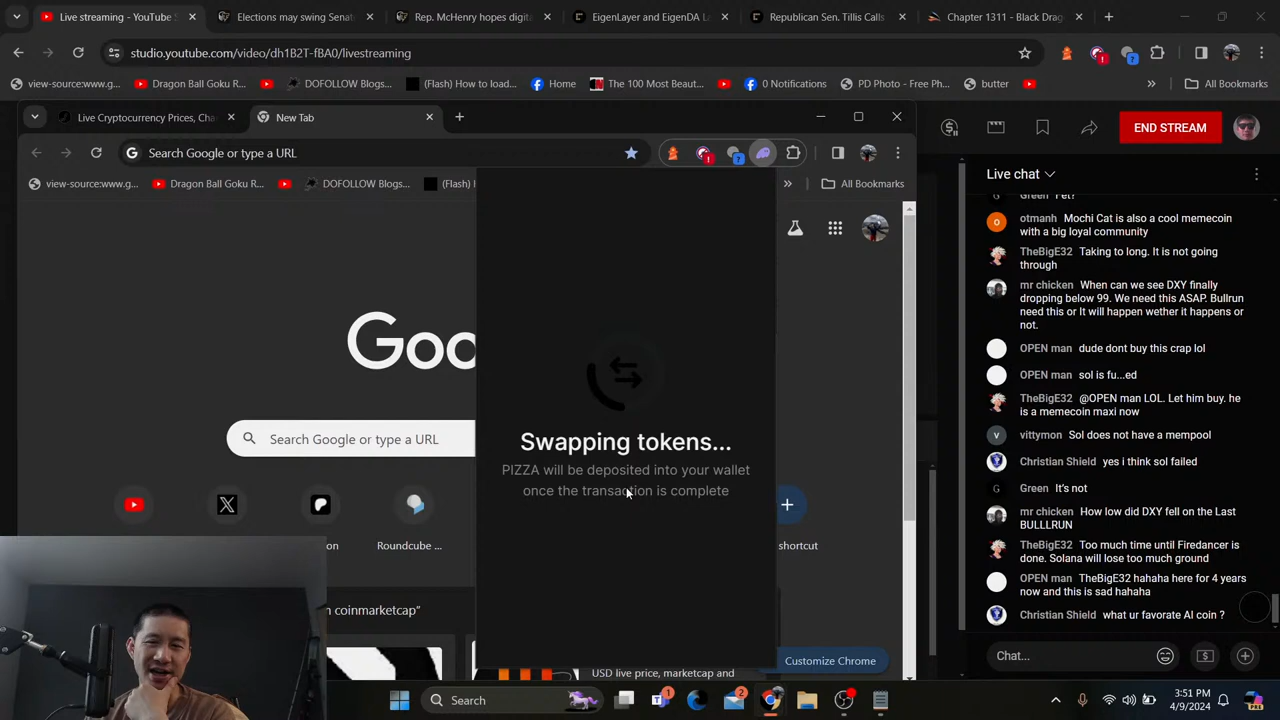 Live streaming - YouTube S
Elections may swing Senat
Rep. McHenry hopes digital
EigenLayer and EigenDA L
Republican Sen. Tillis Calls
Chapter 1311 - Black Drag
studio.youtube.com/video/dh1B2T-fBA0/livestreaming
view-source:www.g...
Dragon Ball Goku R...
DOFOLLOW Blogs...
(Flash) How to load...
Home
The 100 Most Beaut...
0 Notifications
PD Photo - Free Ph...
butter
All Bookmarks
Live Cryptocurrency Prices, Cha
New Tab
Search Google or type a URL
view-source:www.g...
Dragon Ball Goku R...
DOFOLLOW Blogs...
(Flash) H
All Bookmarks
Goo
Search Google or type a URL
Roundcube ...
on
shortcut
coinmarketcap"
USD live price, marketcap and
Customize Chrome
Swapping tokens...
PIZZA will be deposited into your wallet
once the transaction is complete
END STREAM
Live chat
Green
otmanh Mochi Cat is also a cool memecoin
with a big loyal community
TheBigE32 Taking to long. It is not going
through
mr chicken When can we see DXY finally
dropping below 99. We need this ASAP. Bullrun
need this or It will happen wether it happens or
not.
OPEN man dude dont buy this crap lol
OPEN man sol is fu...ed
TheBigE32 @OPEN man LOL. Let him buy. he
is a memecoin maxi now
vittymon Sol does not have a mempool
Christian Shield yes i think sol failed
Green It's not
mr chicken How low did DXY fell on the Last
BULLLRUN
TheBigE32 Too much time until Firedancer is
done. Solana will lose too much ground
OPEN man TheBigE32 hahaha here for 4 years
now and this is sad hahaha
Christian Shield what ur favorate AI coin ?
Chat...
Search
1
2
3:51 PM
4/9/2024